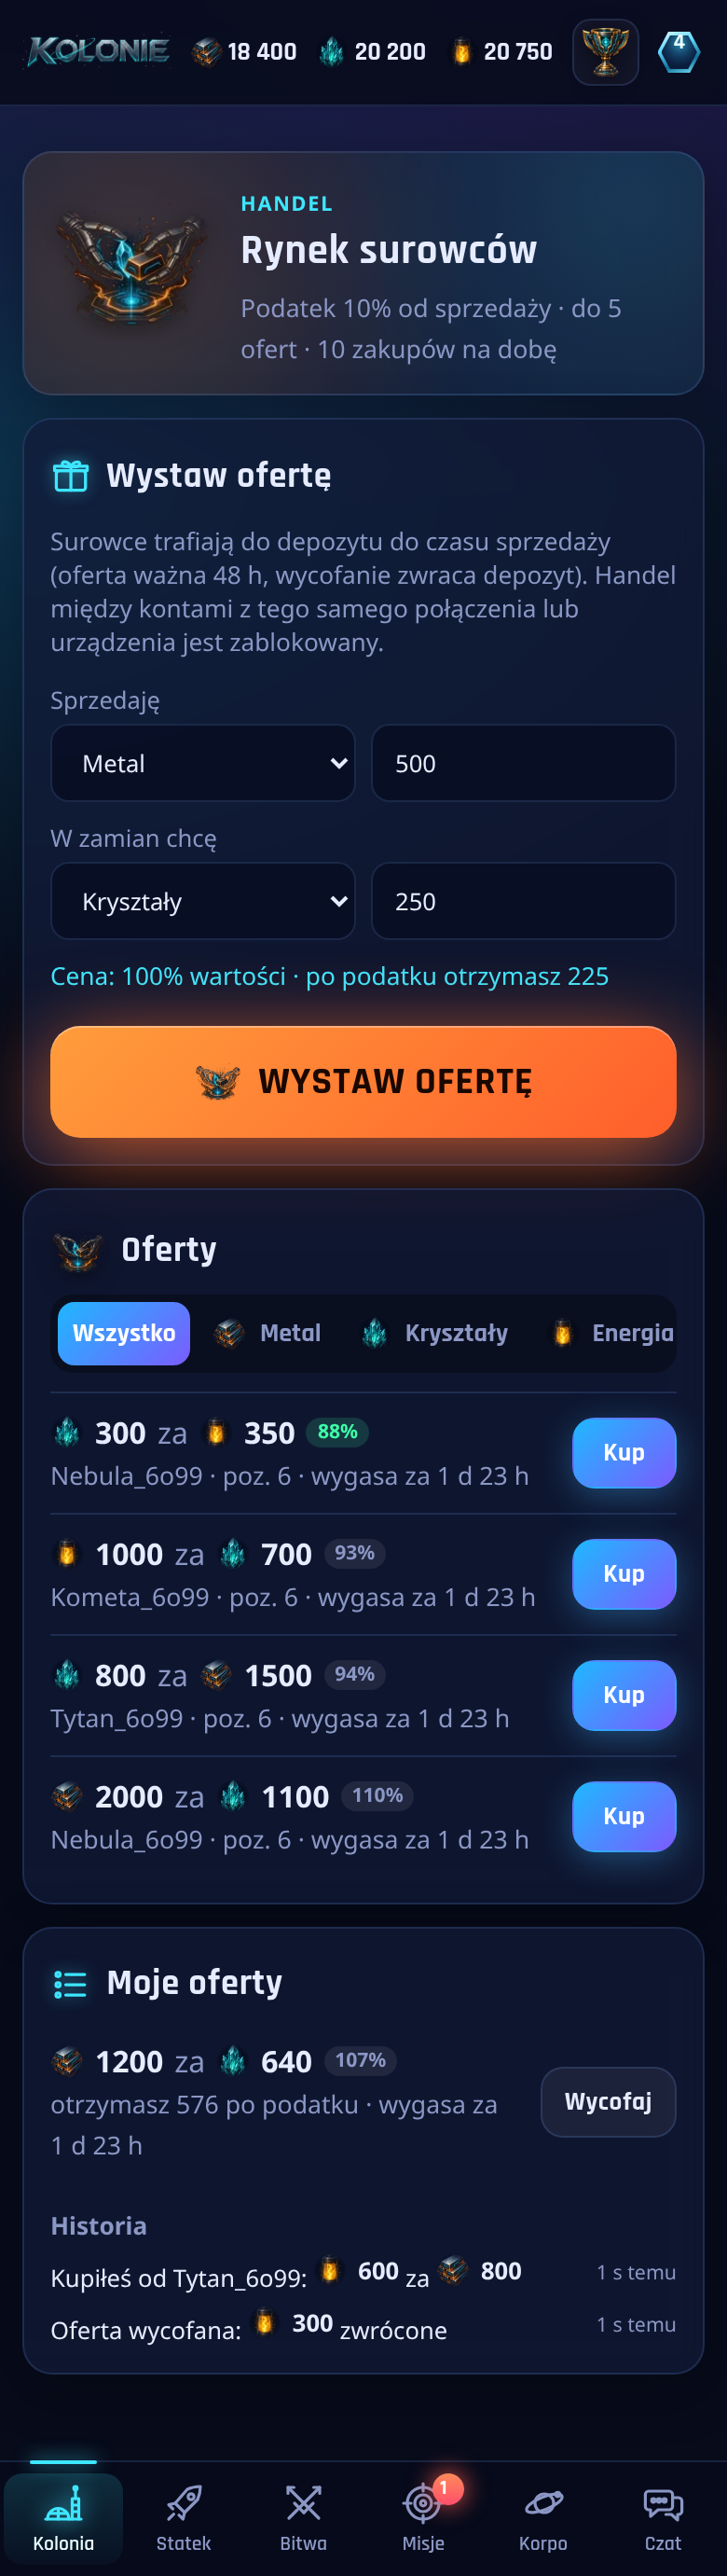 KOLONIE 18 400 20 200 20 750 4
HANDEL
Rynek surowców
Podatek 10% od sprzedaży · do 5
ofert · 10 zakupów na dobę
Wystaw ofertę
Surowce trafiają do depozytu do czasu sprzedaży
(oferta ważna 48 h, wycofanie zwraca depozyt). Handel
między kontami z tego samego połączenia lub
urządzenia jest zablokowany.
Sprzedaję
Metal 500
W zamian chcę
Kryształy 250
Cena: 100% wartości · po podatku otrzymasz 225
WYSTAW OFERTĘ
Oferty
Wszystko Metal Kryształy Energia
300 za 350 88%
Nebula_6o99 · poz. 6 · wygasa za 1 d 23 h
Kup
1000 za 700 93%
Kometa_6o99 · poz. 6 · wygasa za 1 d 23 h
Kup
800 za 1500 94%
Tytan_6o99 · poz. 6 · wygasa za 1 d 23 h
Kup
2000 za 1100 110%
Nebula_6o99 · poz. 6 · wygasa za 1 d 23 h
Kup
Moje oferty
1200 za 640 107%
otrzymasz 576 po podatku · wygasa za
1 d 23 h
Wycofaj
Historia
Kupiłeś od Tytan_6o99: 600 za 800 1 s temu
Oferta wycofana: 300 zwrócone 1 s temu
1
Kolonia Statek Bitwa Misje Korpo Czat